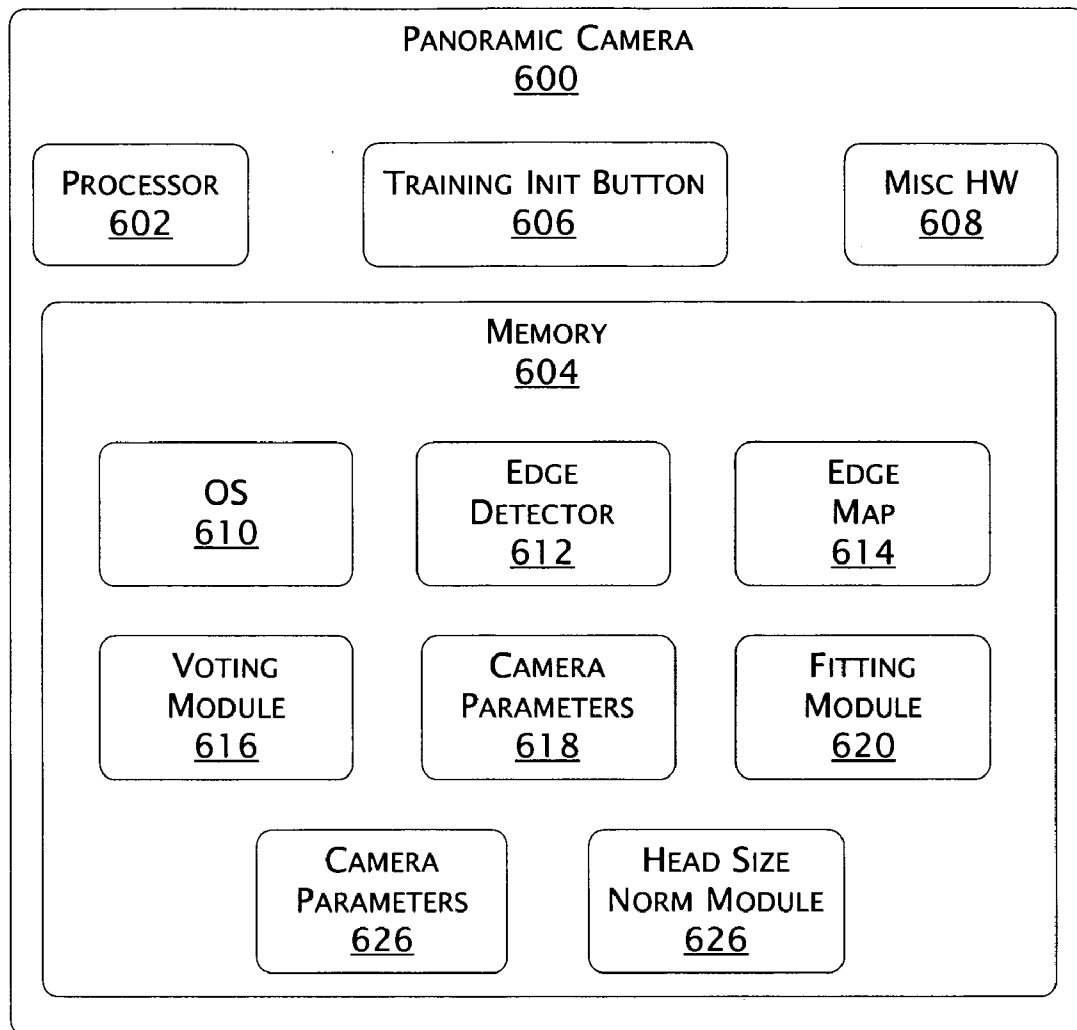 PANORAMIC CAMERA
600
PROCESSOR
602
TRAINING INIT BUTTON
606
MISC HW
608
MEMORY
604
OS
610
EDGE
DETECTOR
612
EDGE
MAP
614
VOTING
MODULE
616
CAMERA
PARAMETERS
618
FITTING
MODULE
620
CAMERA
PARAMETERS
626
HEAD SIZE
NORM MODULE
626